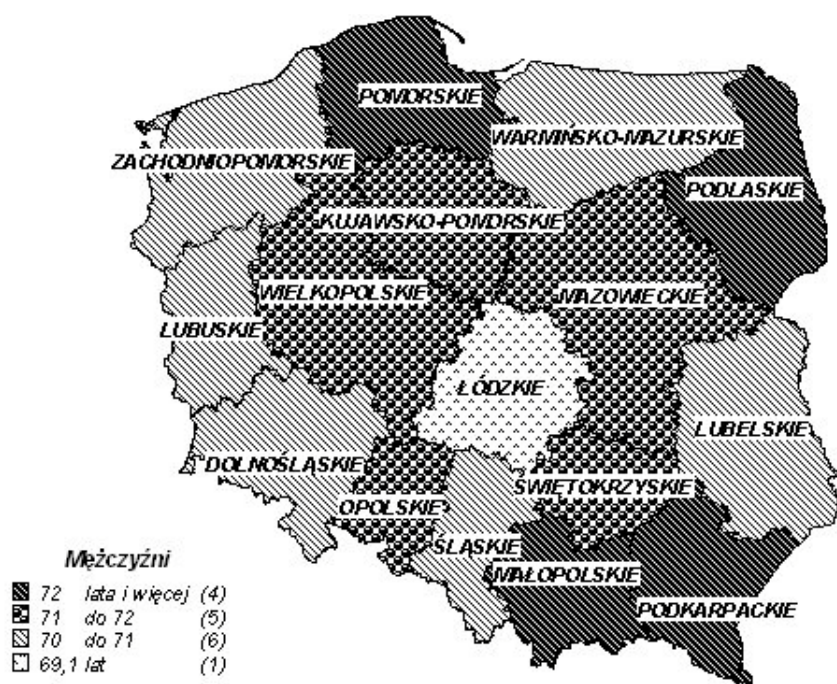 POMORSKIE
WARMIŃSKO-MAZURSKIE
ZACHODNIOPOMORSKIE
PODLASKIE
KUJAWSKO-POMORSKIE
WIELKOPOLSKIE
MAZOWIECKIE
LUBUSKIE
ŁÓDZKIE
LUBELSKIE
DOLNOŚLĄSKIE
ŚWIĘTOKRZYSKIE
OPOLSKIE
ŚLĄSKIE
MAŁOPOLSKIE
PODKARPACKIE
Mężczyźni
72 lata i więcej (4)
71 do 72 (5)
70 do 71 (6)
69,1 lat (1)